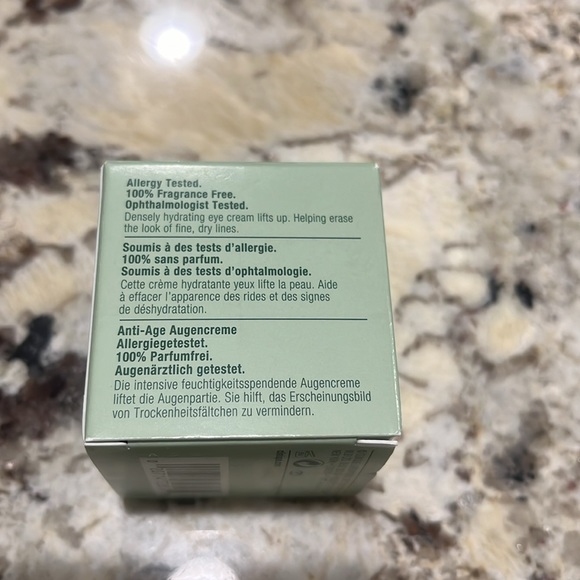 Allergy Tested.
100% Fragrance Free.
Ophthalmologist Tested.
Densely hydrating eye cream lifts up. Helping erase
the look of fine, dry lines.
Soumis à des tests d'allergie.
100% sans parfum.
Soumis à des tests d'ophtalmologie.
Cette crème hydratante yeux lifte la peau. Aide
à effacer l'apparence des rides et des signes
de déshydratation.
Anti-Age Augencreme
Allergiegetestet.
100% Parfumfrei.
Augenärztlich getestet.
Die intensive feuchtigkeitsspendende Augencreme
liftet die Augenpartie. Sie hilft, das Erscheinungsbild
von Trockenheitsfältchen zu vermindern.